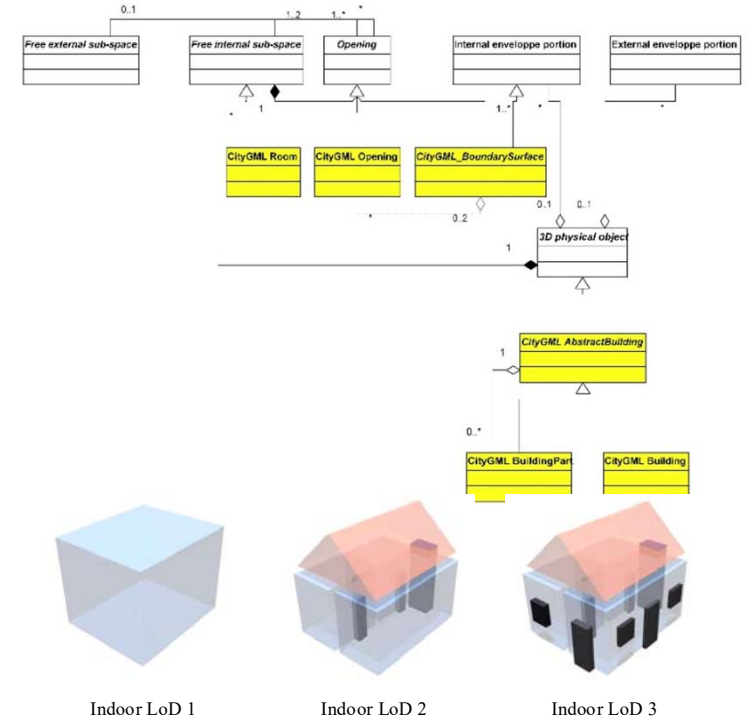 0..1
1..2
1..*
*
Free external sub-space
Free internal sub-space
Opening
Internal enveloppe portion
External enveloppe portion
*
1
1..*
*
*
CityGML Room
CityGML Opening
CityGML_BoundarySurface
*
0..2
0..1
0..1
3D physical object
1
CityGML AbstractBuilding
1
0..*
CityGML BuildingPart
CityGML Building
Indoor LoD 1
Indoor LoD 2
Indoor LoD 3